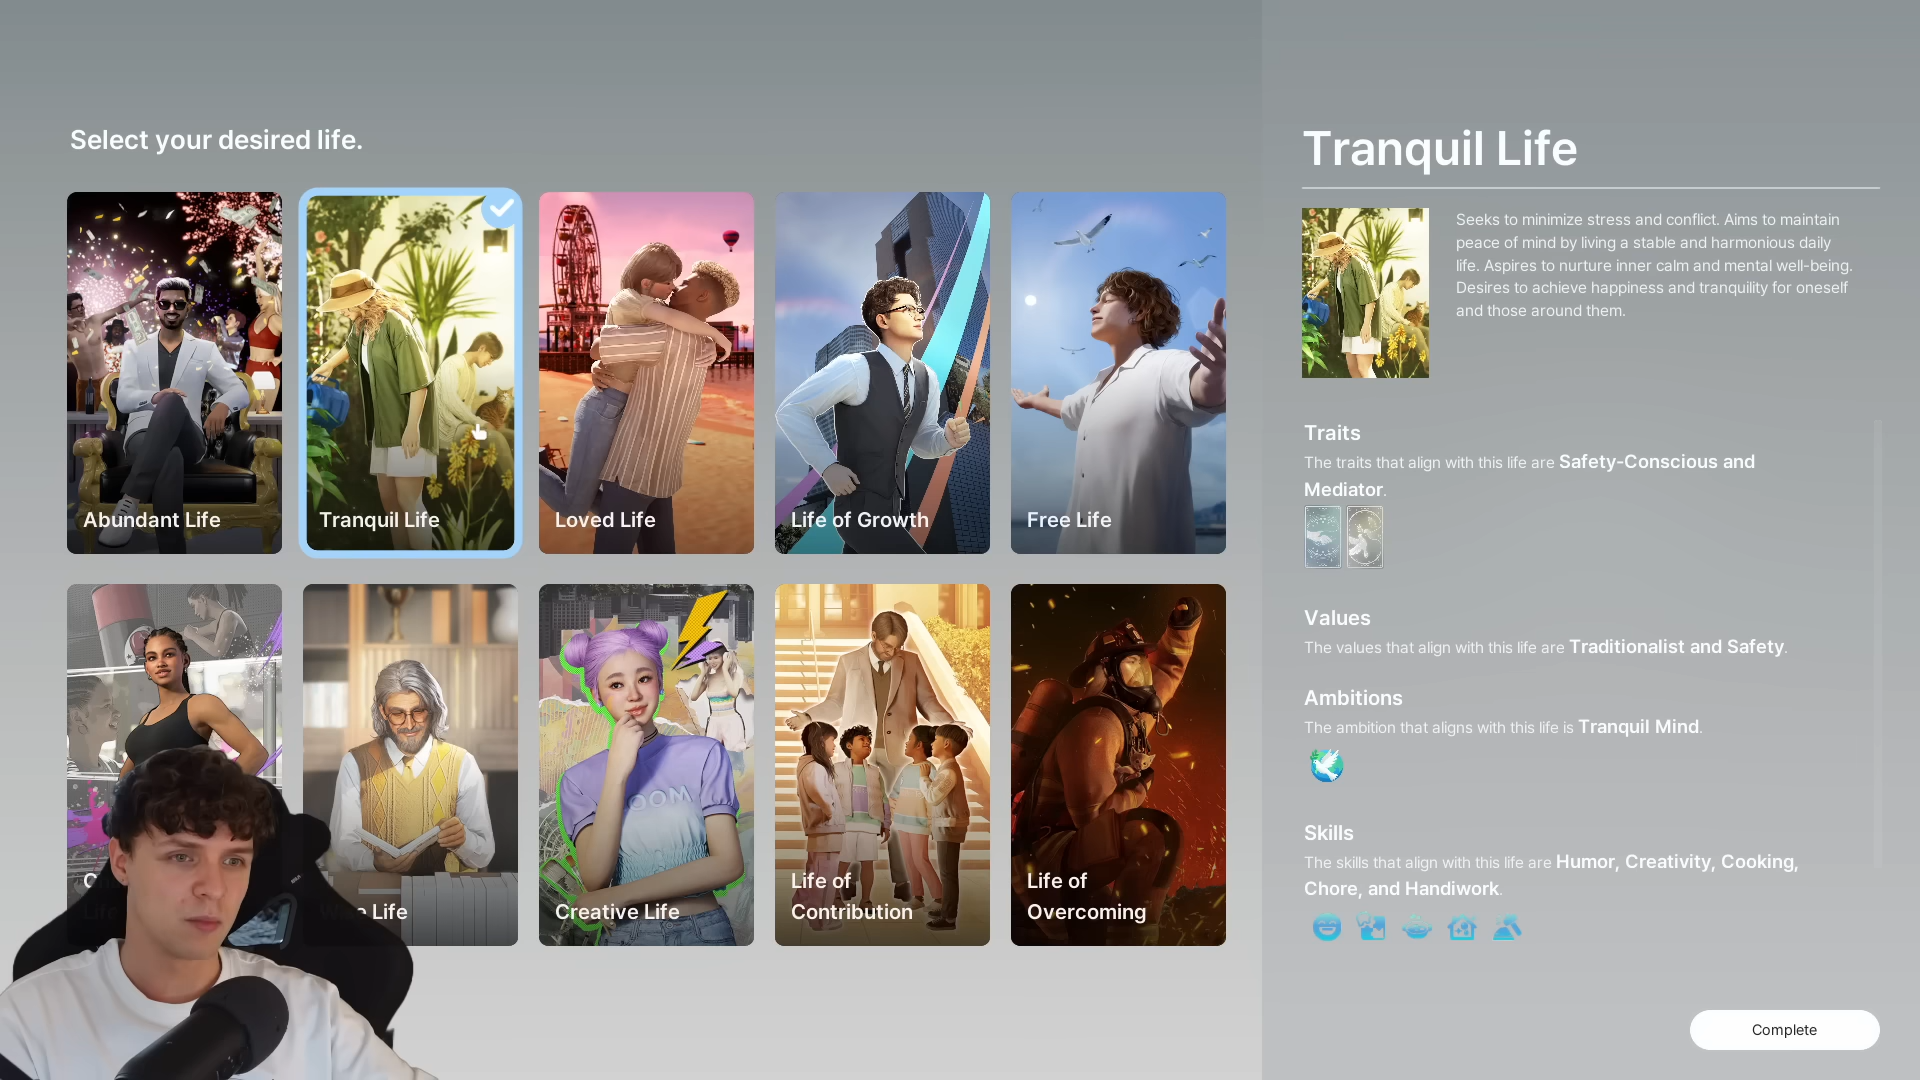 Select your desired life.
Abundant Life
Tranquil Life
Loved Life
Life of Growth
Free Life
Life
Wise Life
OOM
Creative Life
Life of
Contribution
Life of
Overcoming
Tranquil Life
Seeks to minimize stress and conflict. Aims to maintain
peace of mind by living a stable and harmonious daily
life. Aspires to nurture inner calm and mental well-being.
Desires to achieve happiness and tranquility for oneself
and those around them.
Traits
The traits that align with this life are Safety-Conscious and
Mediator.
Values
The values that align with this life are Traditionalist and Safety.
Ambitions
The ambition that aligns with this life is Tranquil Mind.
Skills
The skills that align with this life are Humor, Creativity, Cooking,
Chore, and Handiwork.
Complete